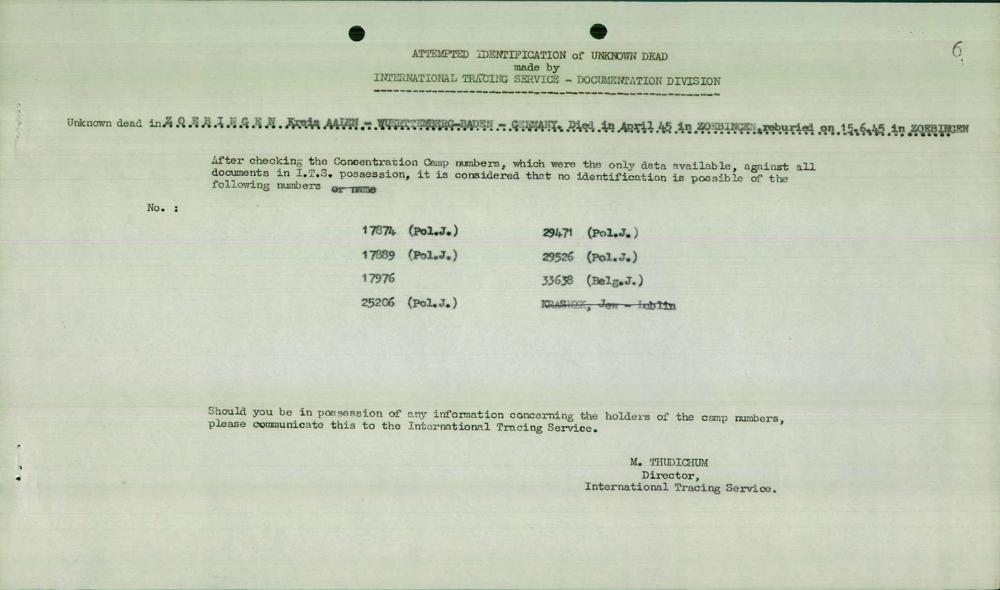 6
ATTEMPTED IDENTIFICATION of UNKNOWN DEAD
made by
INTERNATIONAL TRACING SERVICE - DOCUMENTATION DIVISION
Unknown dead in Z O E B I N G E N Kreis AALEN - WUERTTEMBERG-BADEN - GERMANY. Died in April 45 in ZOEBINGEN, reburied on 15.6.45 in ZOEBINGEN
After checking the Concentration Camp numbers, which were the only data available, against all
documents in I.T.S. possession, it is considered that no identification is possible of the
following numbers or name
No. :
17874 (Pol.J.) 29471 (Pol.J.)
17889 (Pol.J.) 29526 (Pol.J.)
17976 33638 (Belg.J.)
25206 (Pol.J.) KRASNIK, Jew - Lublin
Should you be in possession of any information concerning the holders of the camp numbers,
please communicate this to the International Tracing Service.
M. THUDICHUM
Director,
International Tracing Service.